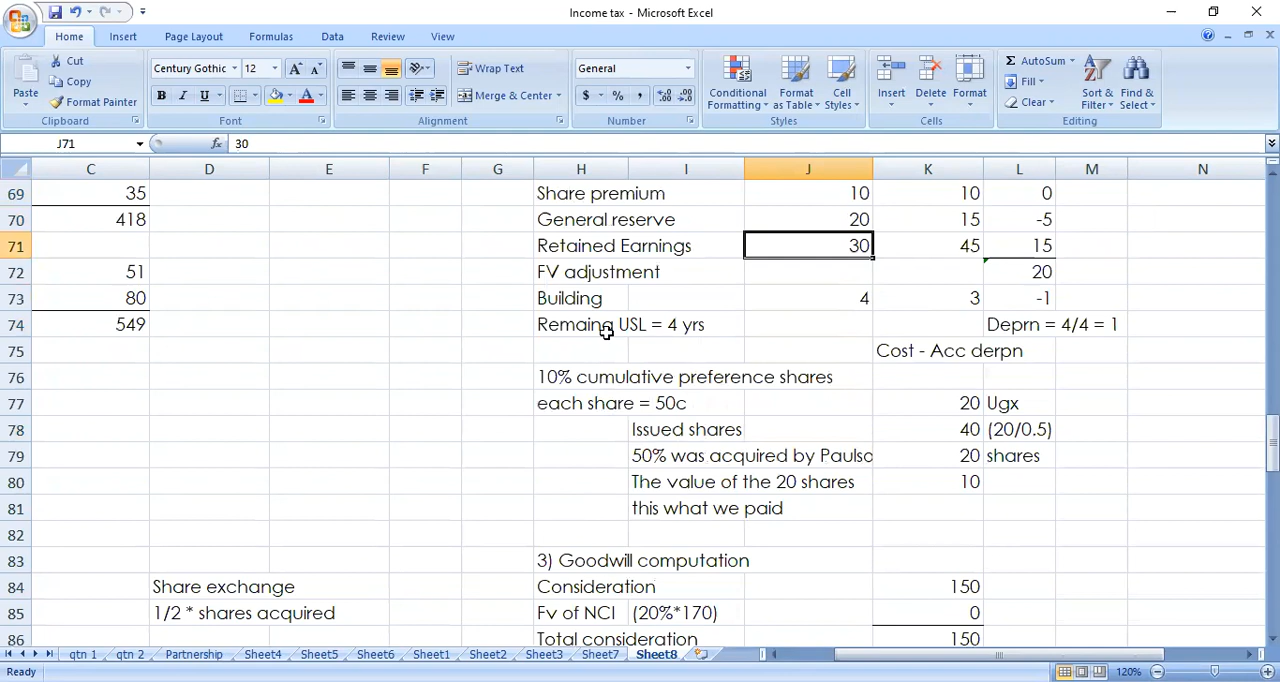 Income tax - Microsoft Excel
Home Insert Page Layout Formulas Data Review View
Cut
Copy
Format Painter
Paste
Clipboard
Century Gothic 12
Font
Wrap Text
Merge & Center
Alignment
General
Number
Conditional Formatting
Format as Table
Cell Styles
Styles
Insert Delete Format
Cells
AutoSum
Fill
Clear
Sort & Filter
Find & Select
Editing
J71 fx 30
C D E F G H I J K L M N
69 35 Share premium 10 10 0
70 418 General reserve 20 15 -5
71 Retained Earnings 30 45 15
72 51 FV adjustment 20
73 80 Building 4 3 -1
74 549 Remaing USL = 4 yrs Deprn = 4/4 = 1
75 Cost - Acc derpn
76 10% cumulative preference shares
77 each share = 50c 20 Ugx
78 Issued shares 40 (20/0.5)
79 50% was acquired by Paulso 20 shares
80 The value of the 20 shares 10
81 this what we paid
82
83 3) Goodwill computation
84 Share exchange Consideration 150
85 1/2 * shares acquired Fv of NCI (20%*170) 0
86 Total consideration 150
qtn 1 qtn 2 Partnership Sheet4 Sheet5 Sheet6 Sheet1 Sheet2 Sheet3 Sheet7 Sheet8
Ready 120%